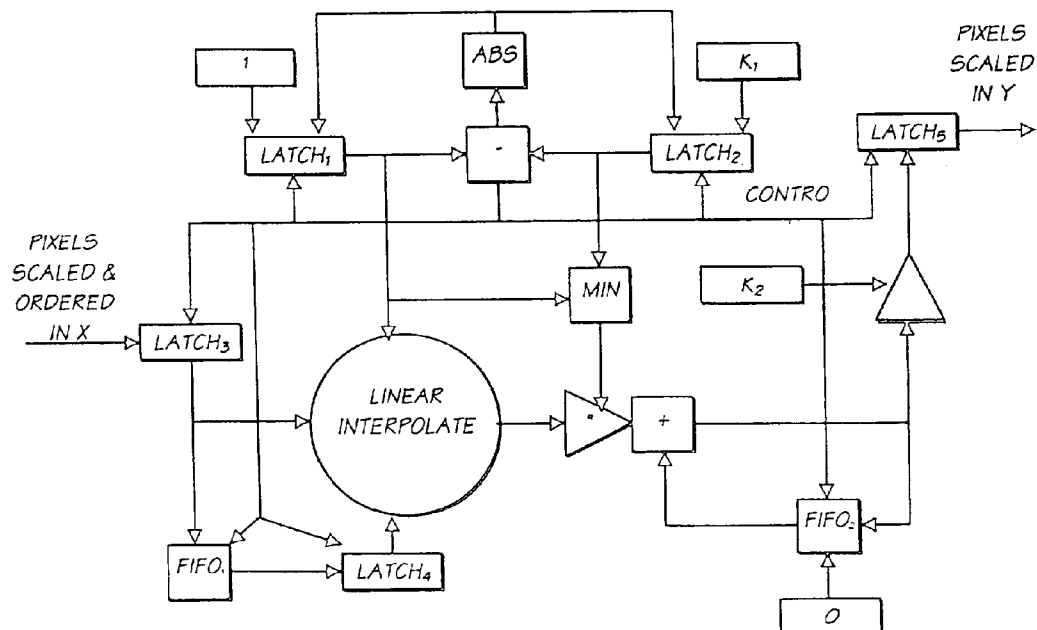 ABS
1
K₁
PIXELS
SCALED
IN Y
LATCH₁
-
LATCH₂
LATCH₅
CONTRO
PIXELS
SCALED &
ORDERED
IN X
MIN
K₂
LATCH₃
LINEAR
INTERPOLATE
*
+
FIFO₁
LATCH₄
FIFO₂
0